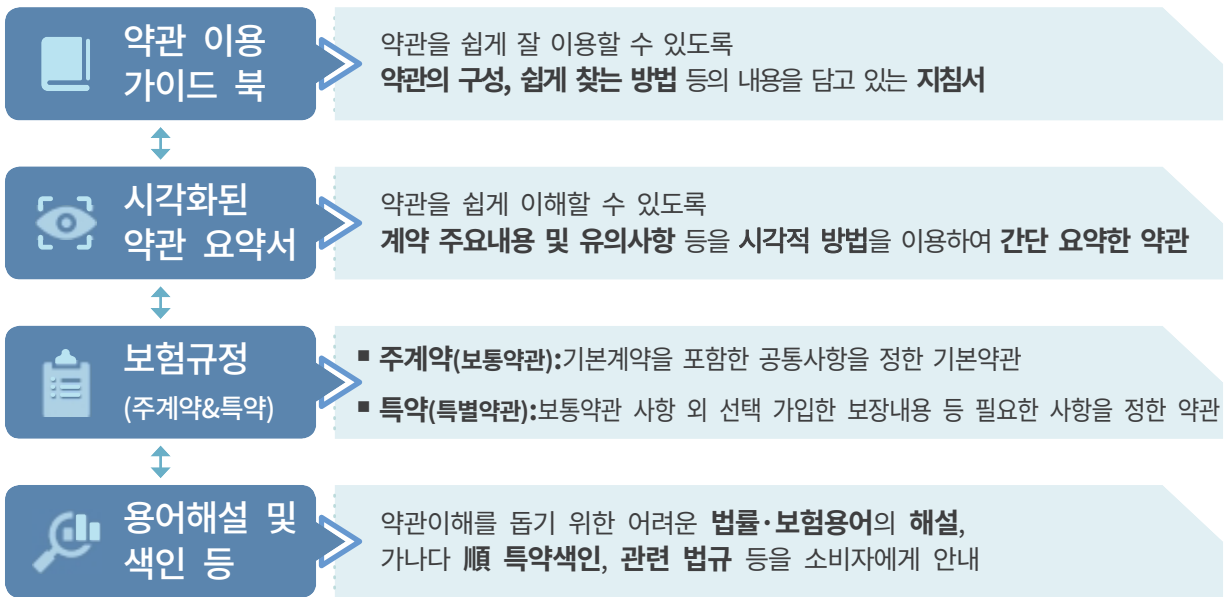 약관 이용
가이드 북
약관을 쉽게 잘 이용할 수 있도록
약관의 구성, 쉽게 찾는 방법 등의 내용을 담고 있는 지침서
시각화된
약관 요약서
약관을 쉽게 이해할 수 있도록
계약 주요내용 및 유의사항 등을 시각적 방법을 이용하여 간단 요약한 약관
보험규정
(주계약&특약)
■ 주계약(보통약관):기본계약을 포함한 공통사항을 정한 기본약관
■ 특약(특별약관):보통약관 사항 외 선택 가입한 보장내용 등 필요한 사항을 정한 약관
용어해설 및
색인 등
약관이해를 돕기 위한 어려운 법률·보험용어의 해설,
가나다 順 특약색인, 관련 법규 등을 소비자에게 안내